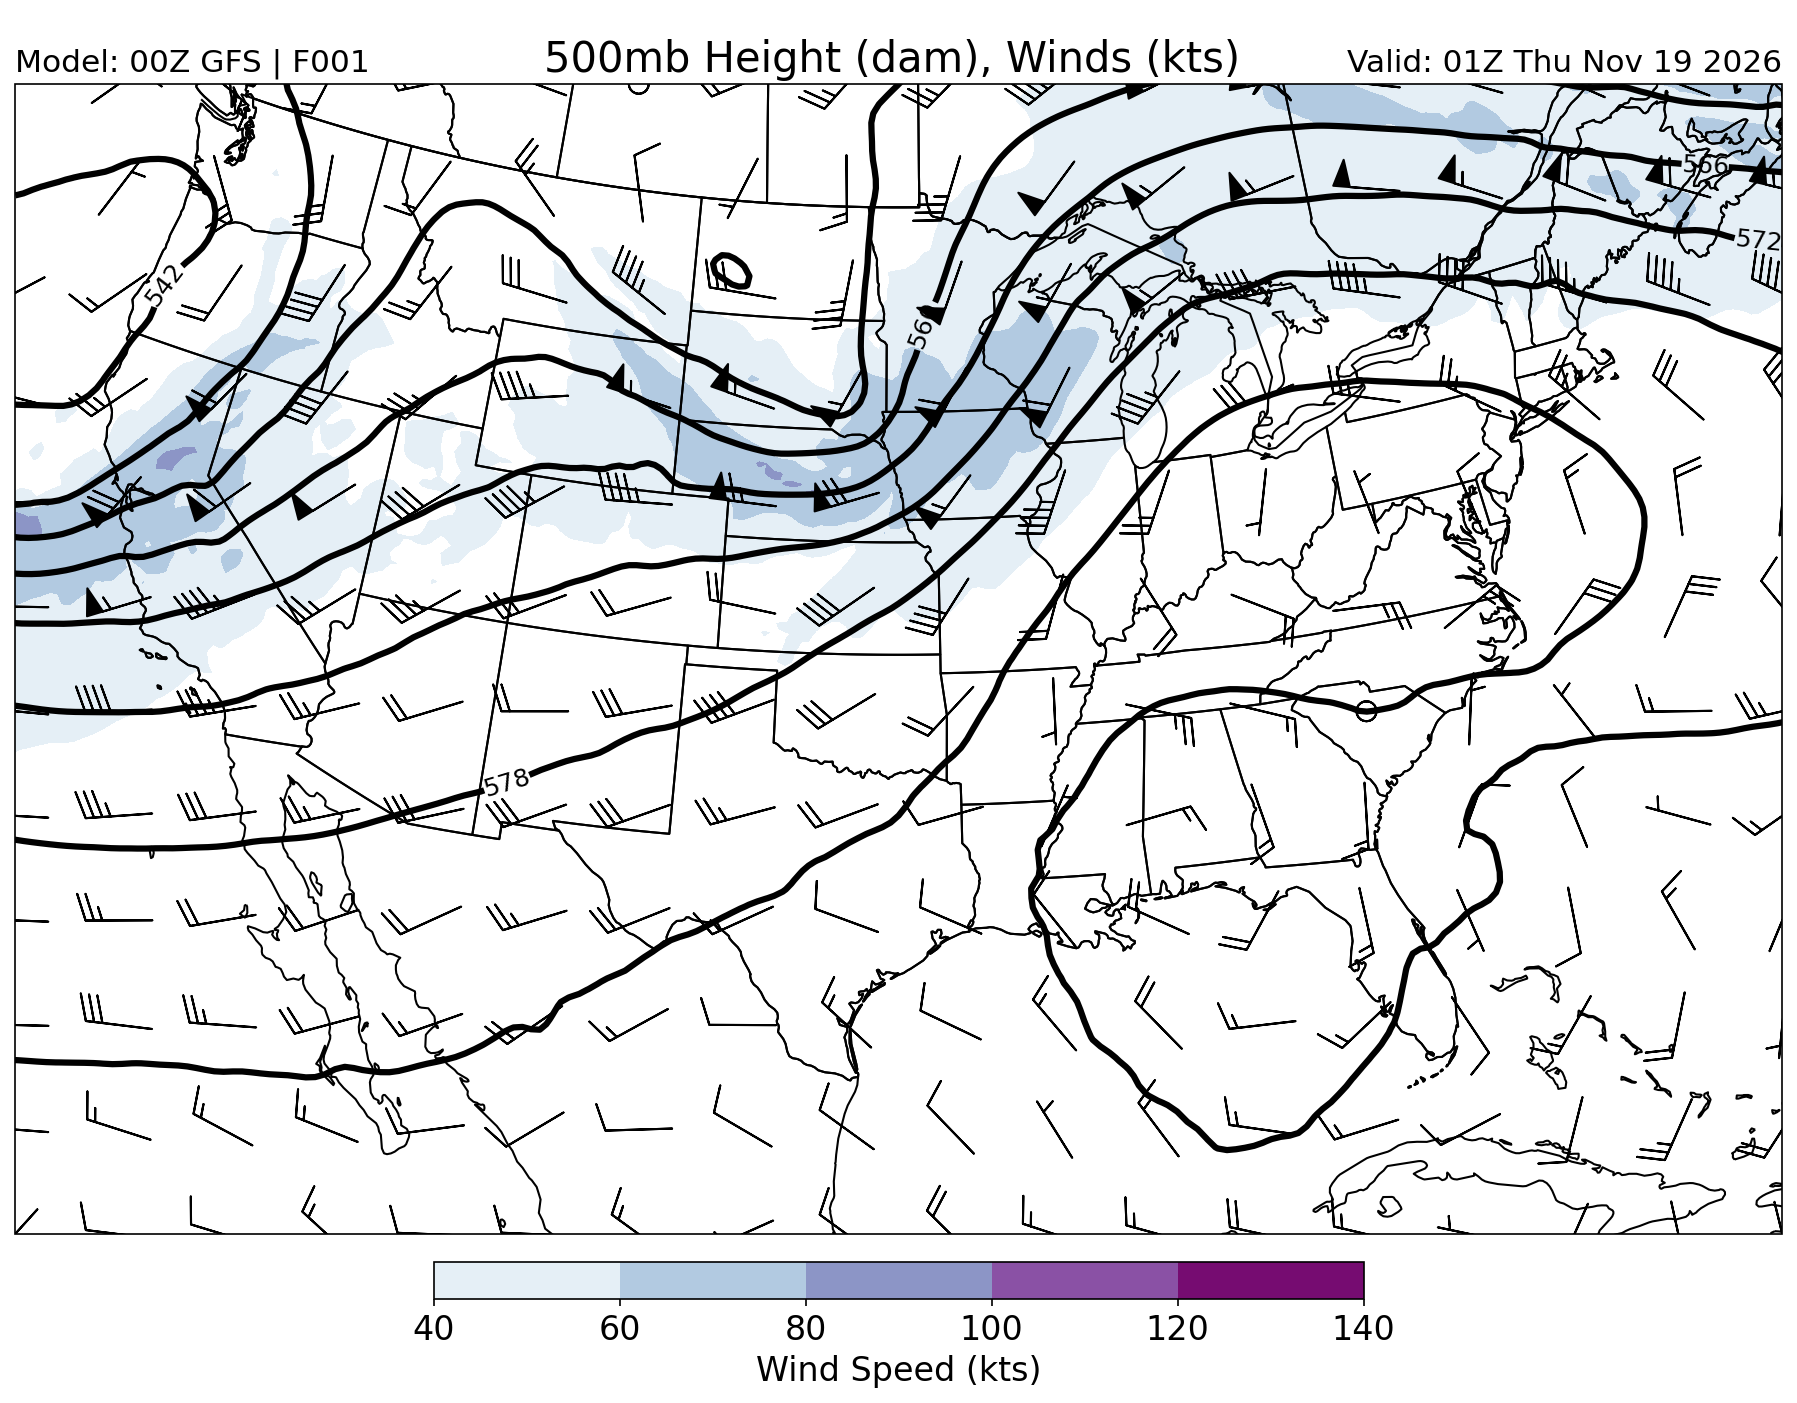 Model: 00Z GFS | F001
500mb Height (dam), Winds (kts)
Valid: 01Z Thu Nov 19 2026
566
572
542
578
40 60 80 100 120 140
Wind Speed (kts)